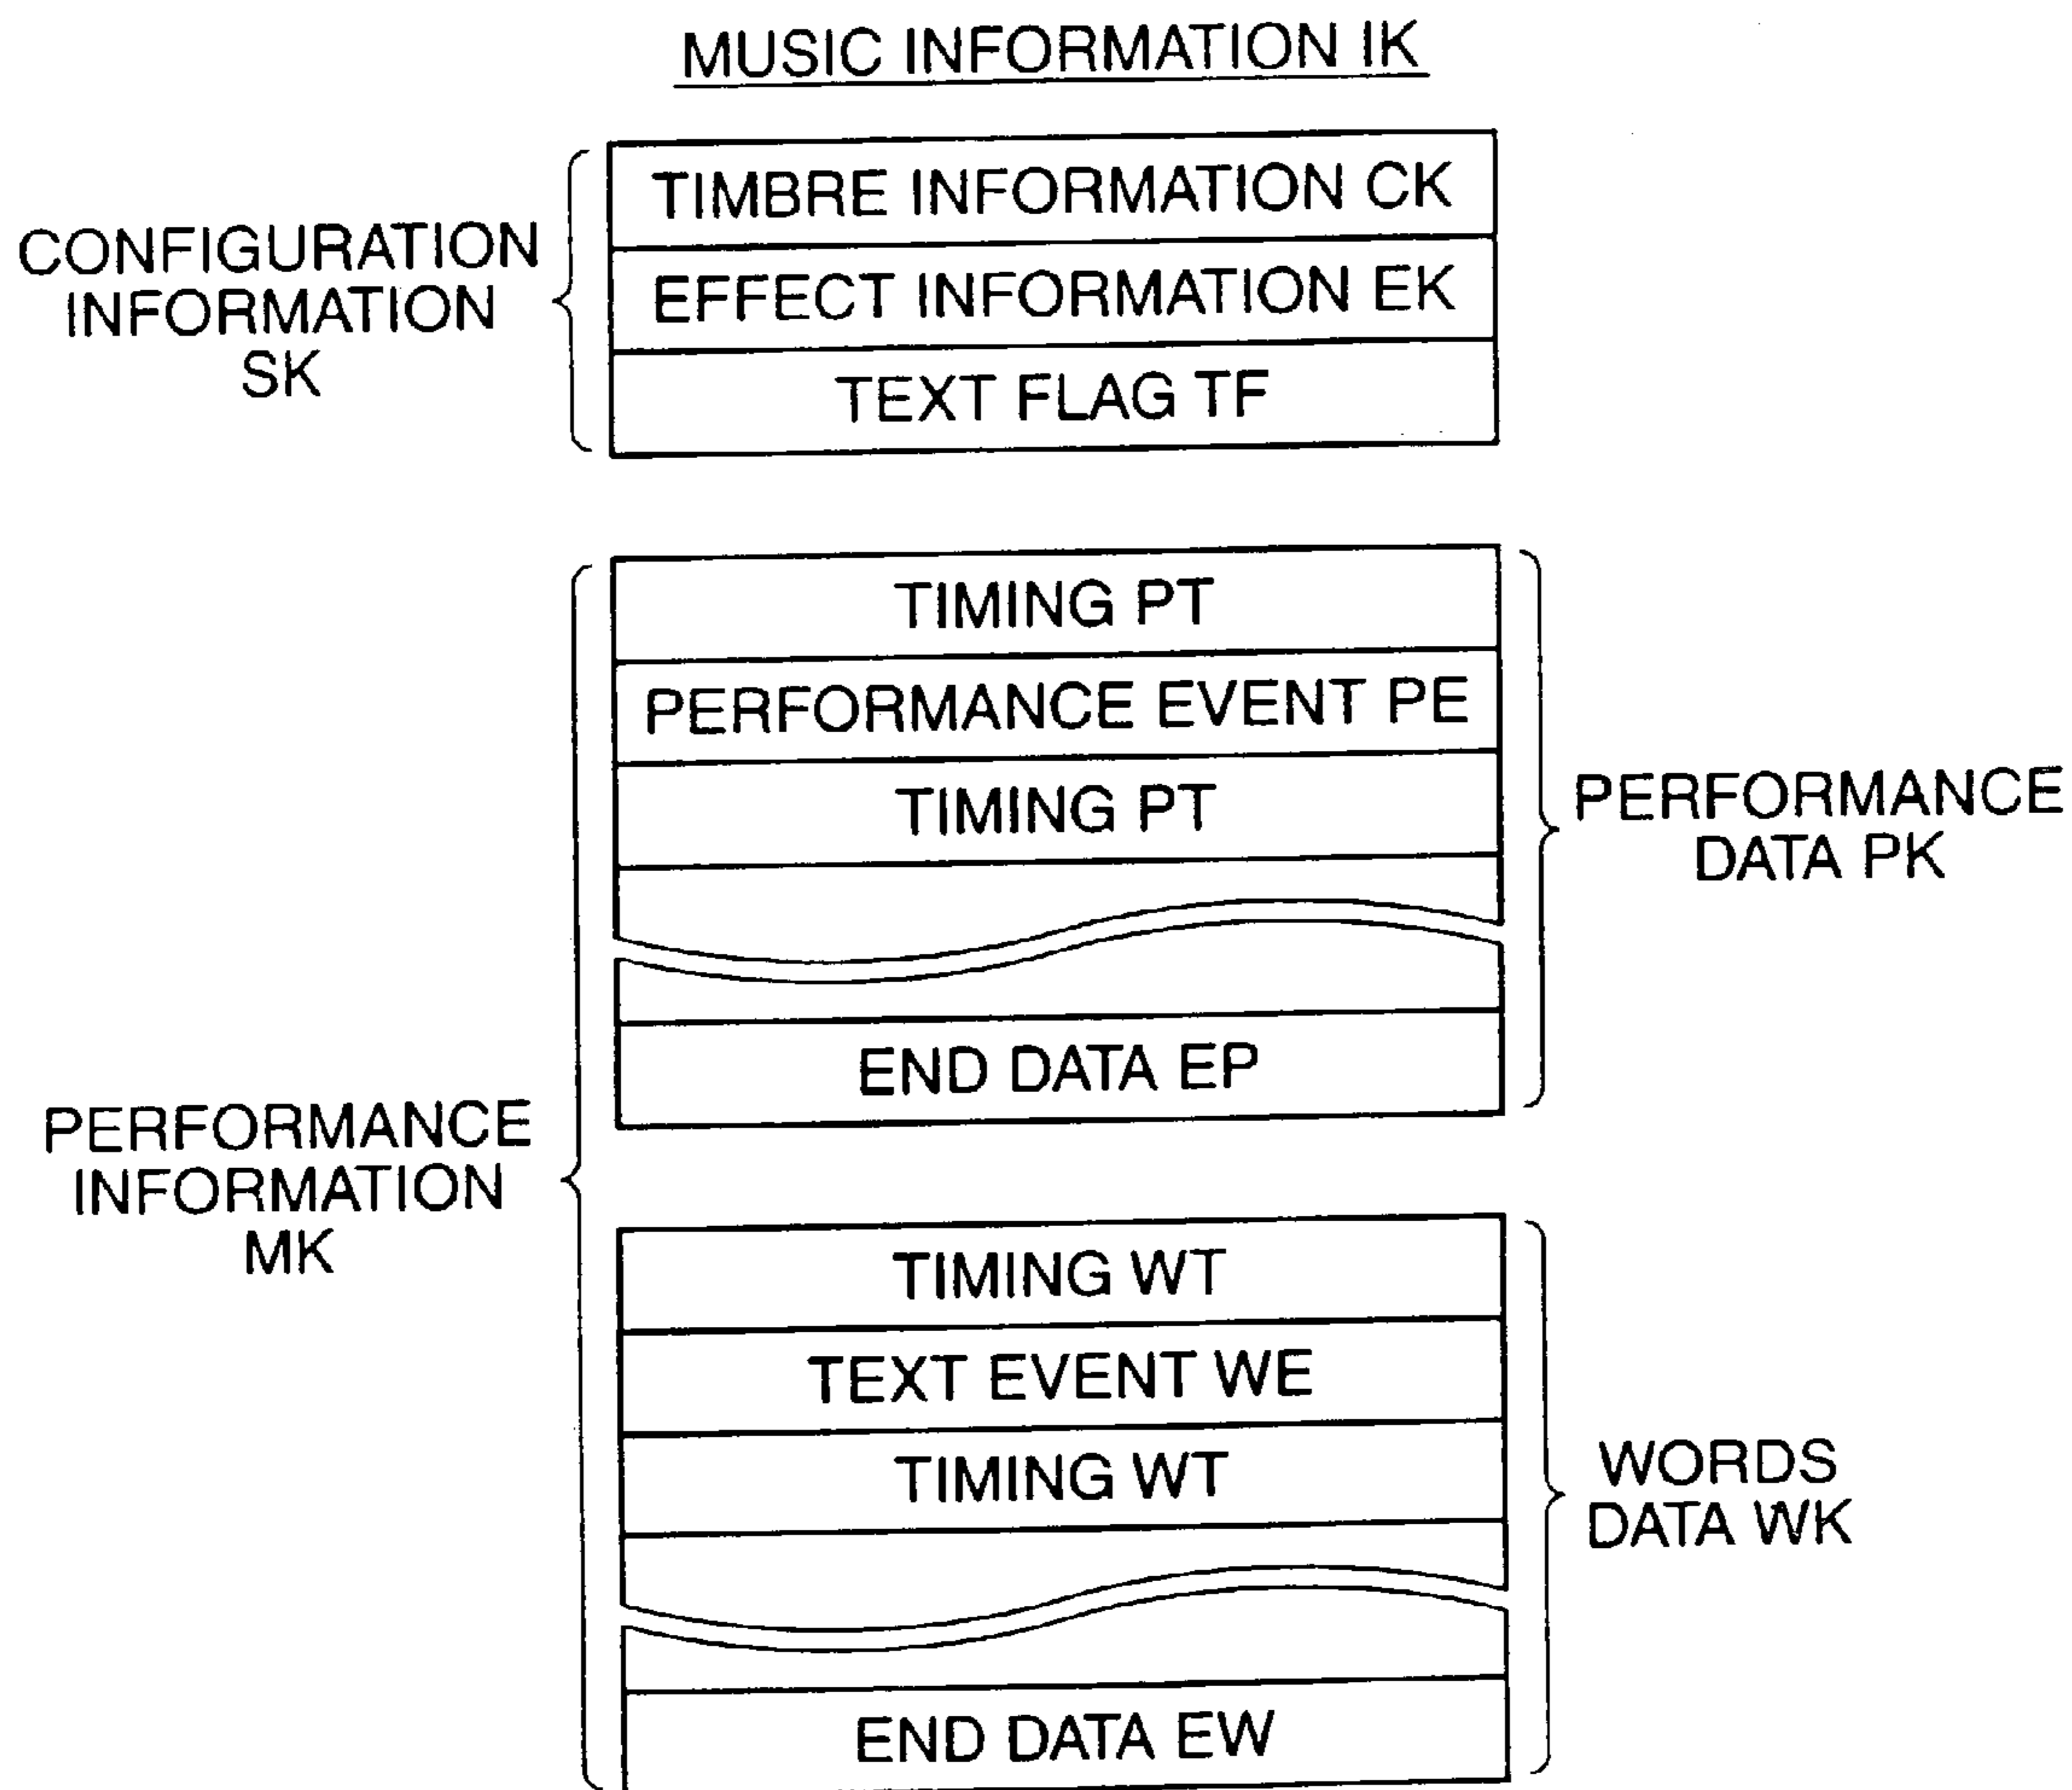 MUSIC INFORMATION IK
CONFIGURATION
INFORMATION
SK
TIMBRE INFORMATION CK
EFFECT INFORMATION EK
TEXT FLAG TF
PERFORMANCE
INFORMATION
MK
TIMING PT
PERFORMANCE EVENT PE
TIMING PT
END DATA EP
PERFORMANCE
DATA PK
TIMING WT
TEXT EVENT WE
TIMING WT
END DATA EW
WORDS
DATA WK